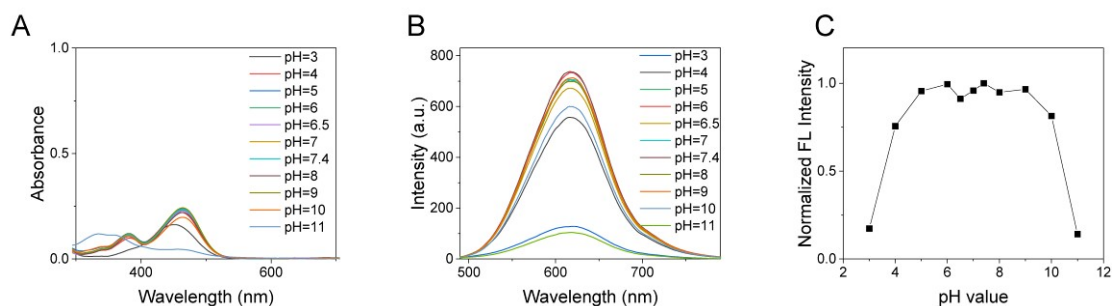 A
Absorbance
1.0
0.5
0.0
400
600
Wavelength (nm)
pH=3
pH=4
pH=5
pH=6
pH=6.5
pH=7
pH=7.4
pH=8
pH=9
pH=10
pH=11
B
Intensity (a.u.)
800
600
400
200
0
500
600
700
Wavelength (nm)
pH=3
pH=4
pH=5
pH=6
pH=6.5
pH=7
pH=7.4
pH=8
pH=9
pH=10
pH=11
C
Normalized FL Intensity
1.0
0.5
0.0
2
4
6
8
10
12
pH value